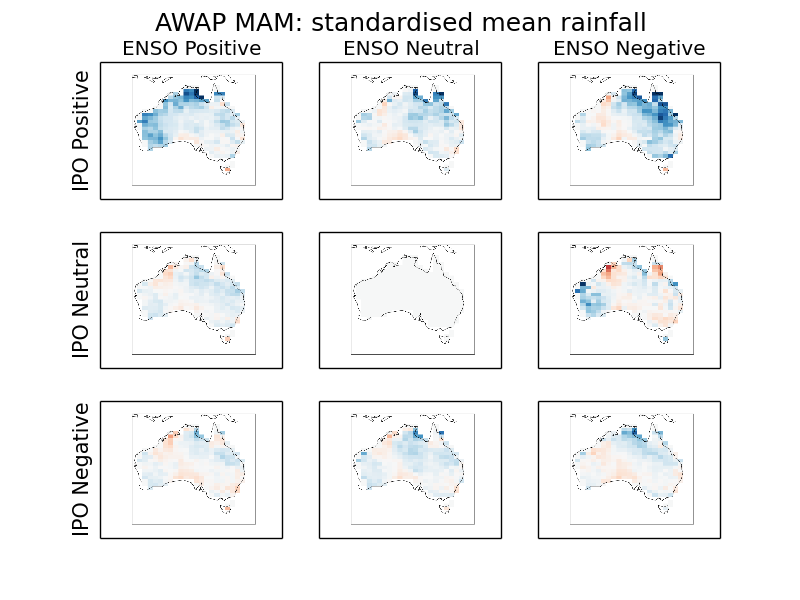 AWAP MAM: standardised mean rainfall
ENSO Positive
ENSO Neutral
ENSO Negative
IPO Positive
IPO Neutral
IPO Negative